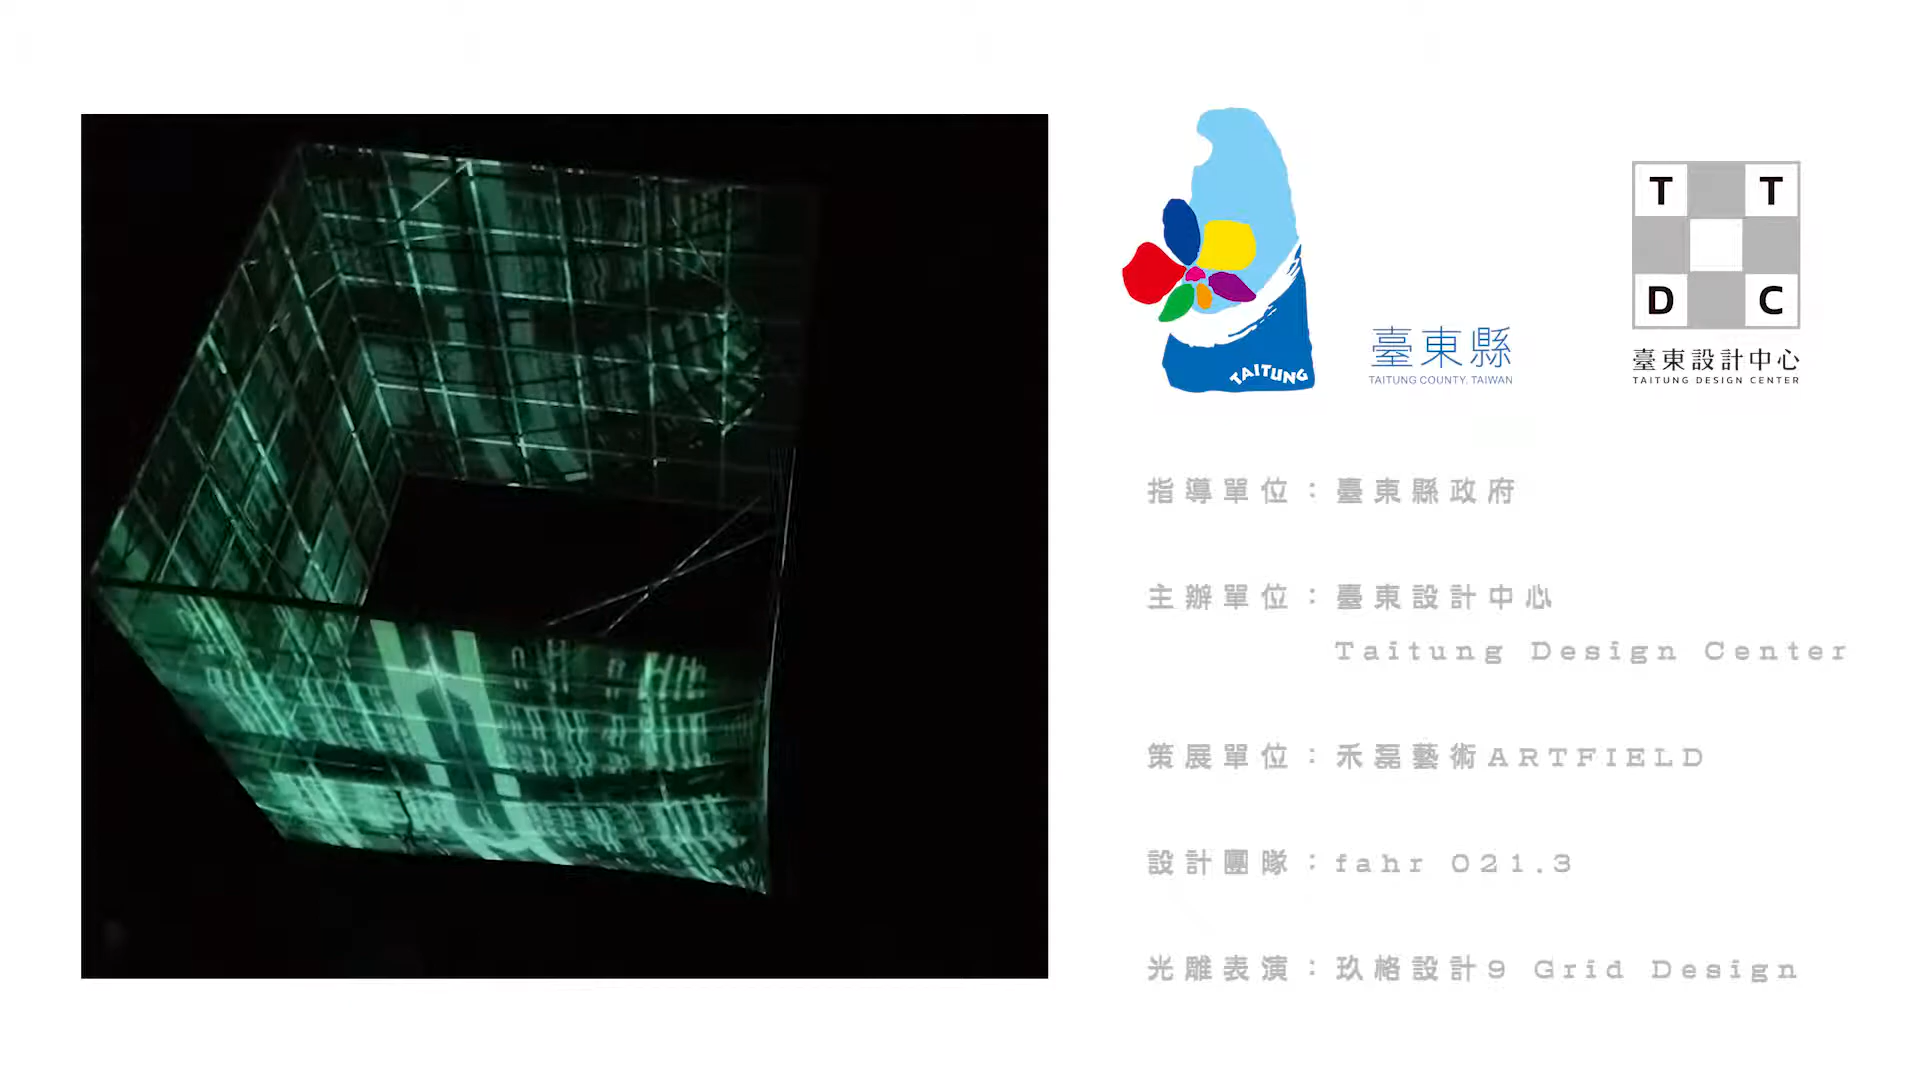 TAITUNG
臺東縣
TAITUNG COUNTY, TAIWAN
T T
D C
臺東設計中心
TAITUNG DESIGN CENTER
指導單位：臺東縣政府
主辦單位：臺東設計中心
Taitung Design Center
策展單位：禾磊藝術ARTFIELD
設計團隊：fahr 021.3
光雕表演：玖格設計9 Grid Design